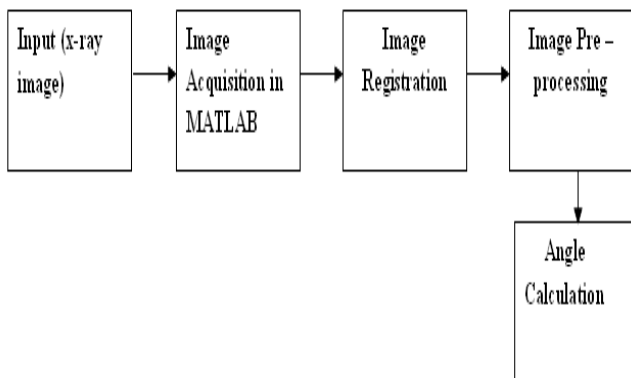 Input (x-ray
image)
Image
Acquisition in
MATLAB
Image
Registration
Image Pre –
processing
Angle
Calculation